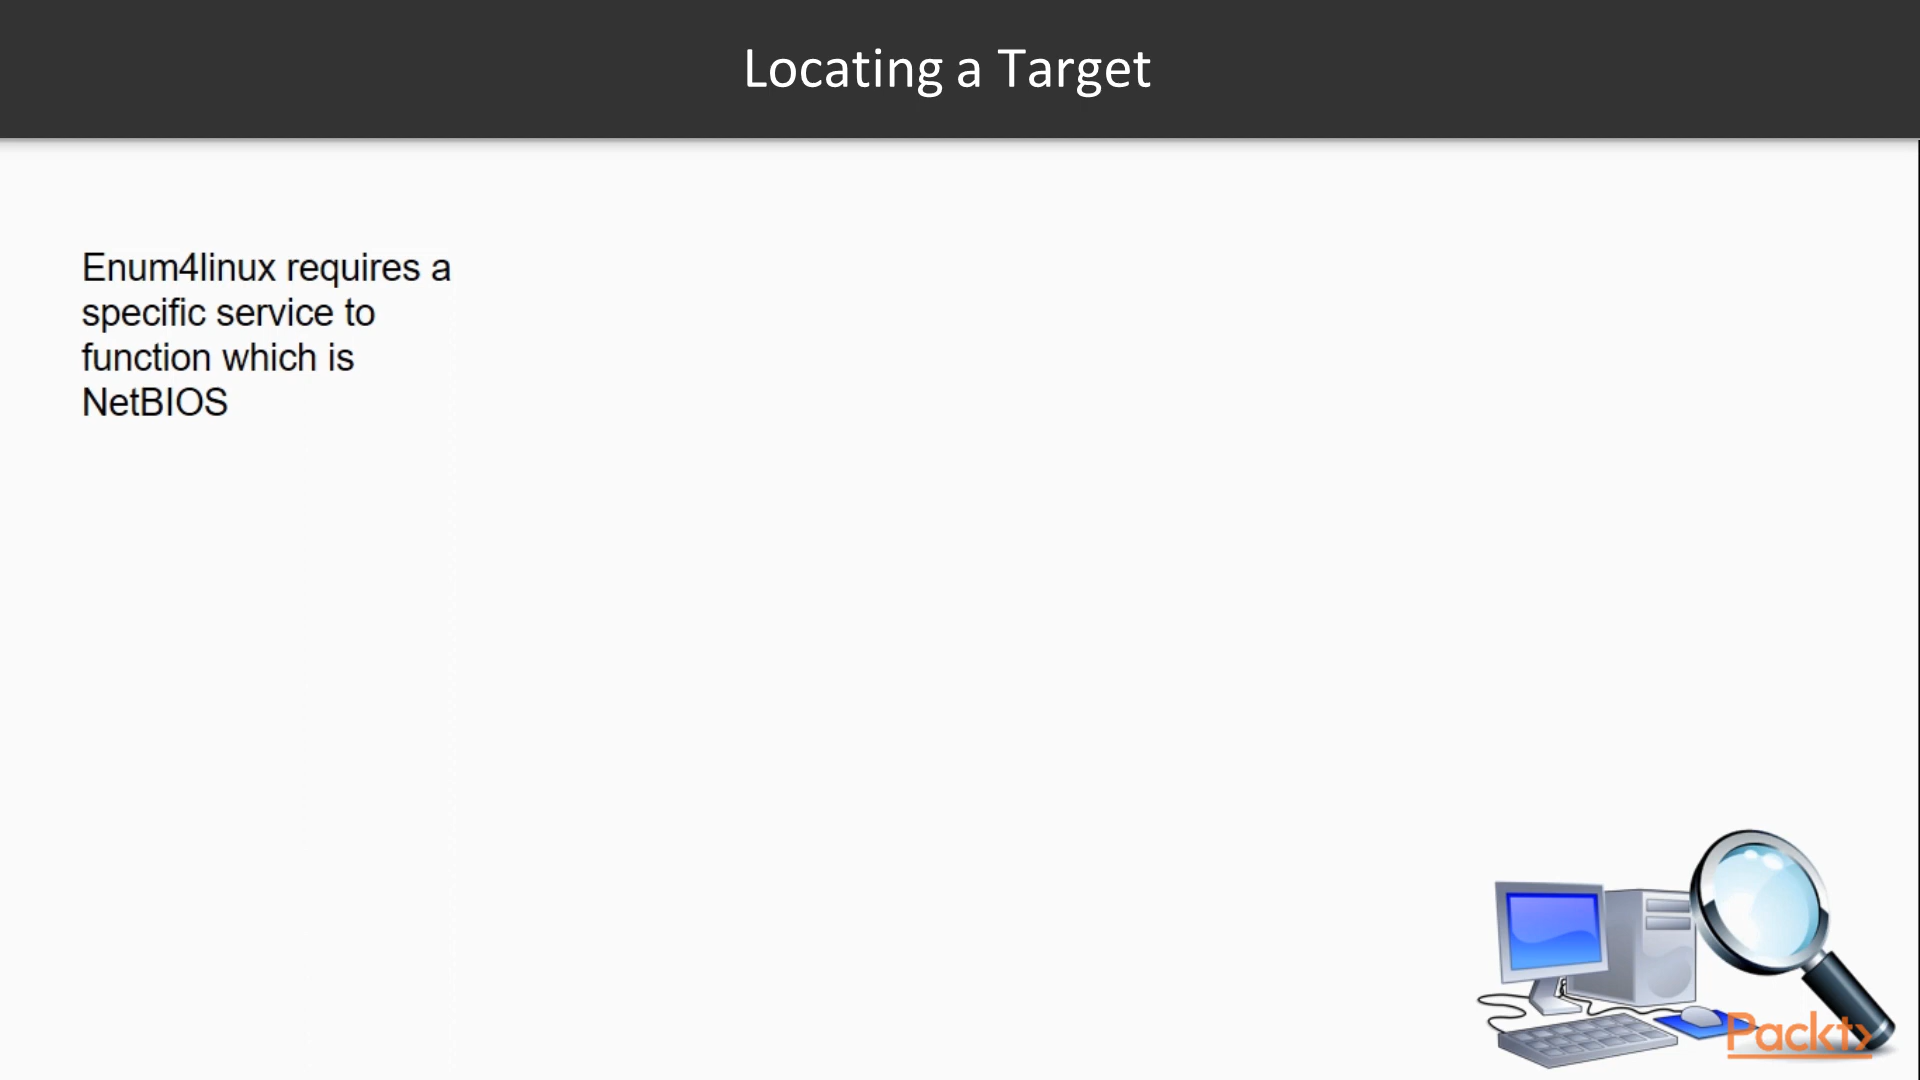 Locating a Target
Enum4linux requires a
specific service to
function which is
NetBIOS
Packt>